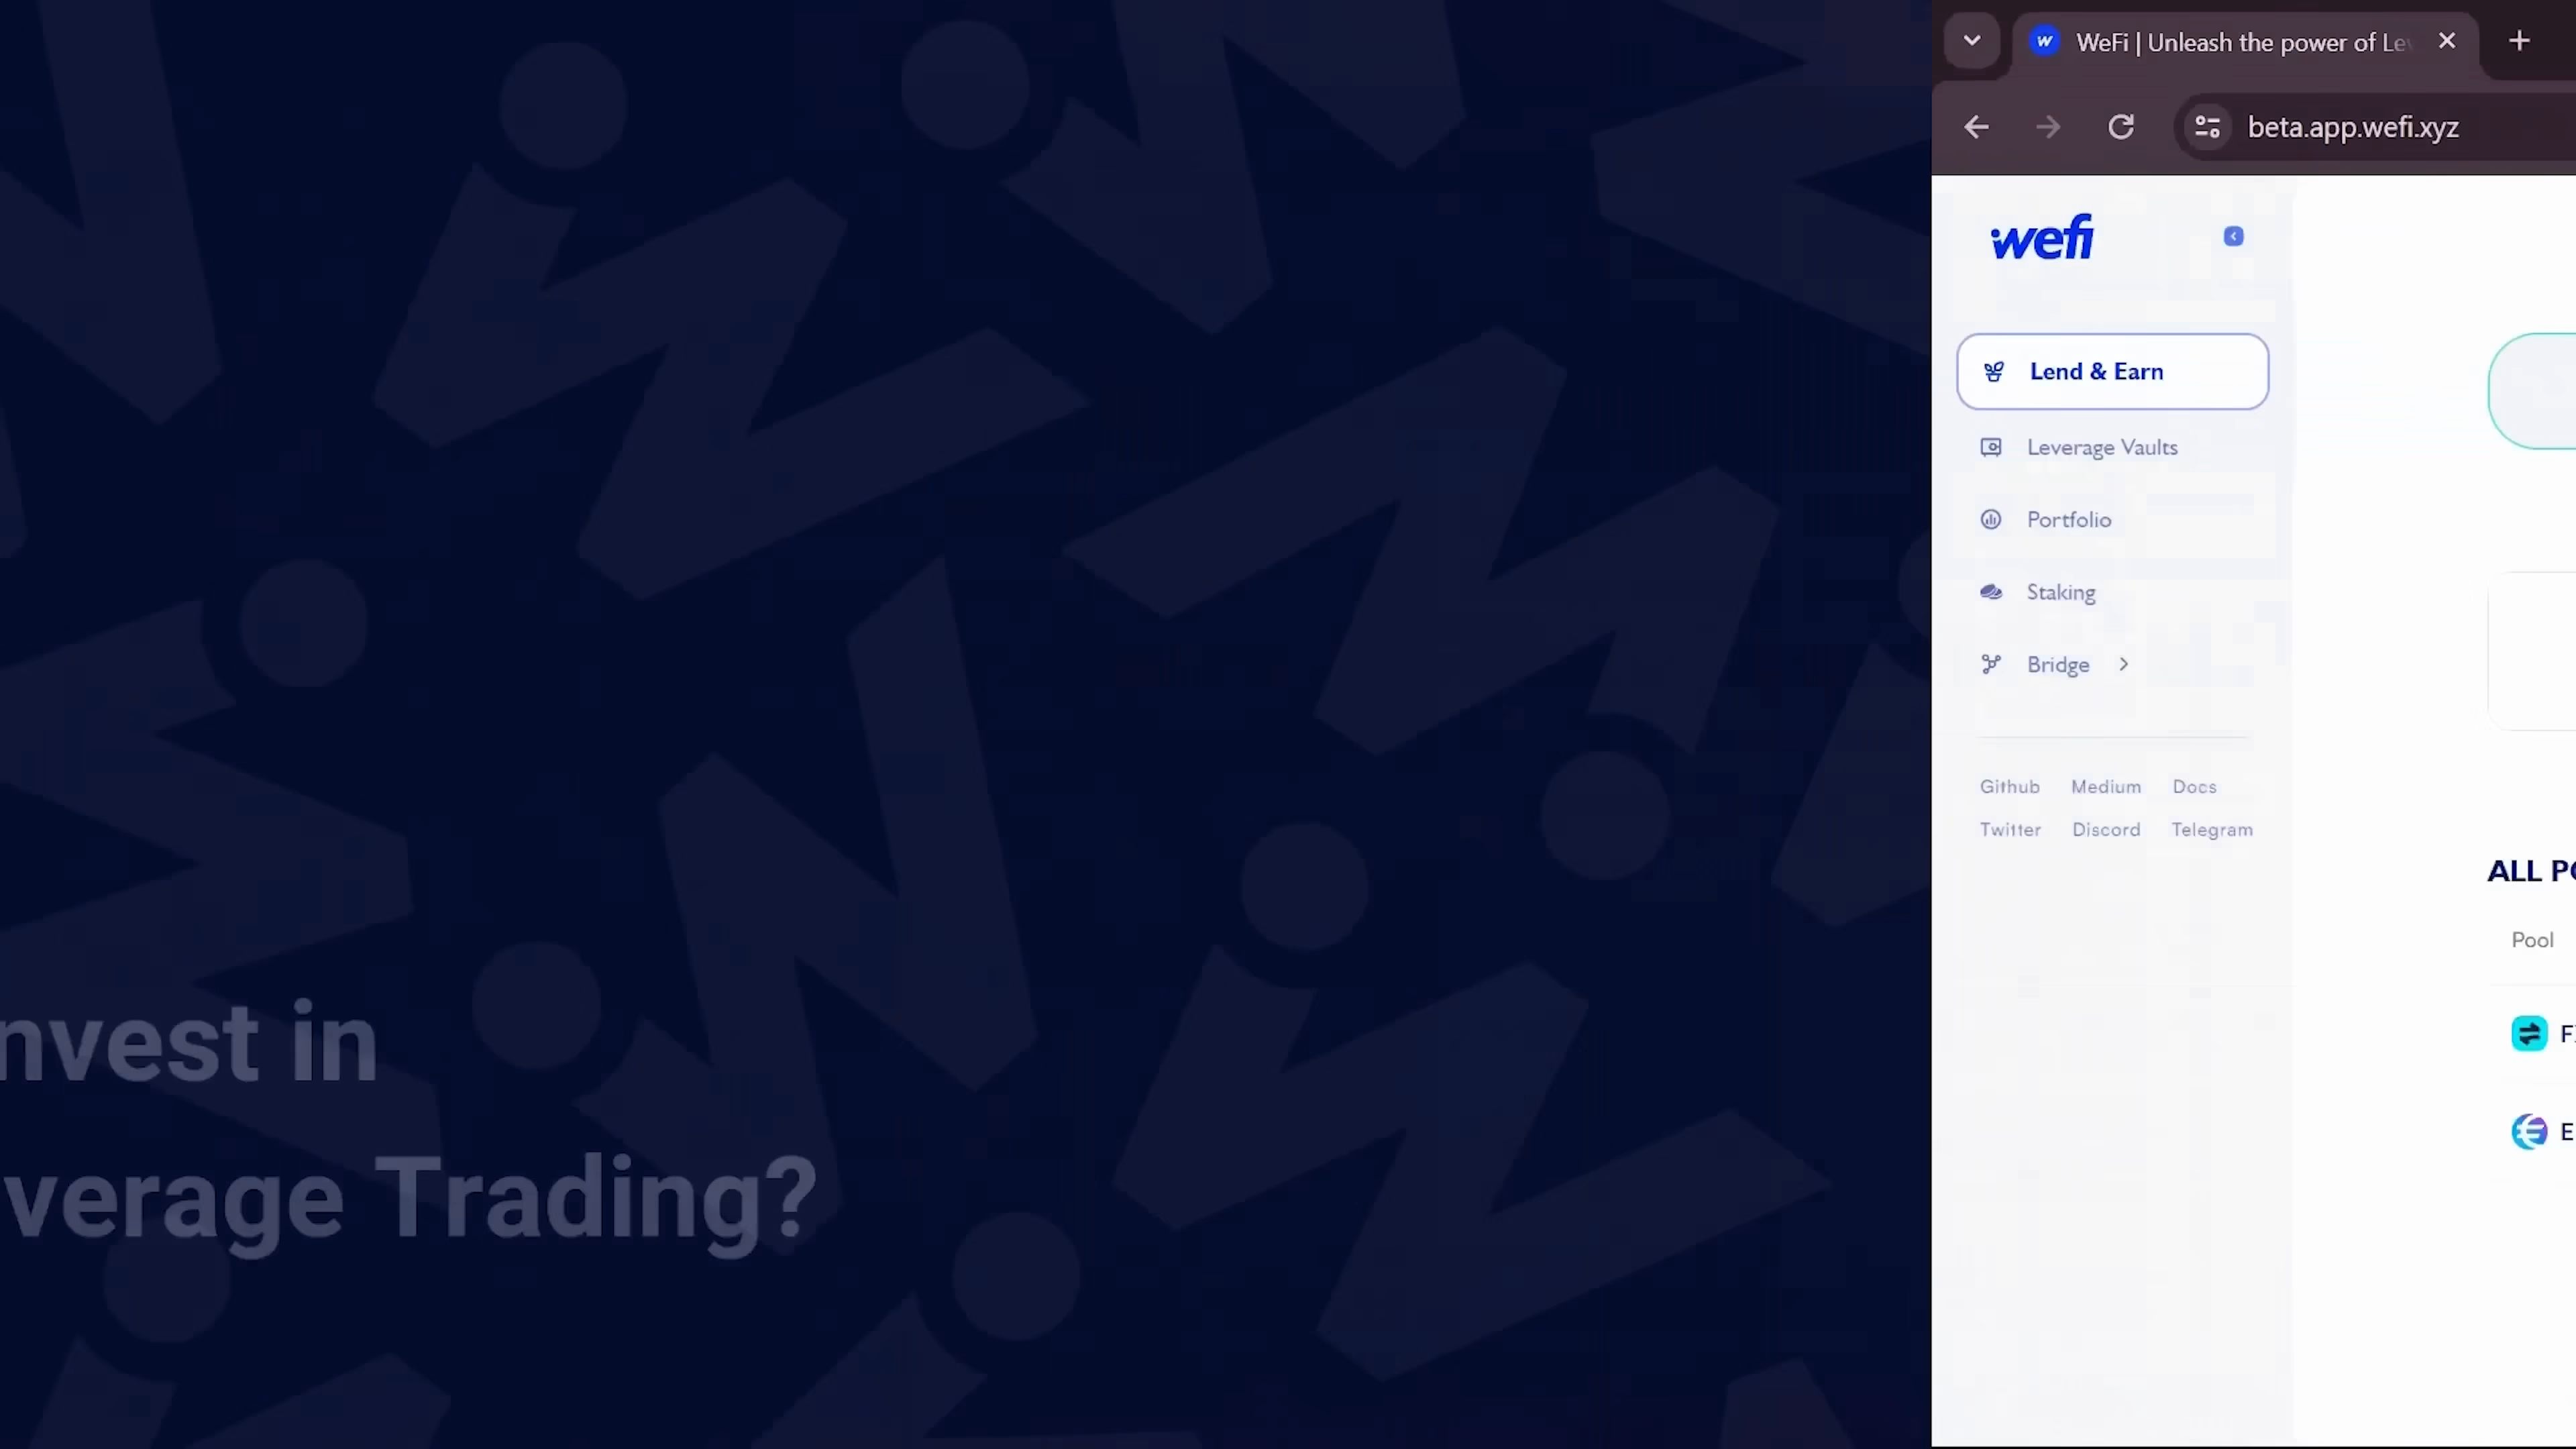 nvest in
verage Trading?
WeFi | Unleash the power of Le
beta.app.wefi.xyz
wefi
Lend & Earn
Leverage Vaults
Portfolio
Staking
Bridge
Github Medium Docs
Twitter Discord Telegram
ALL PO
Pool
F
E